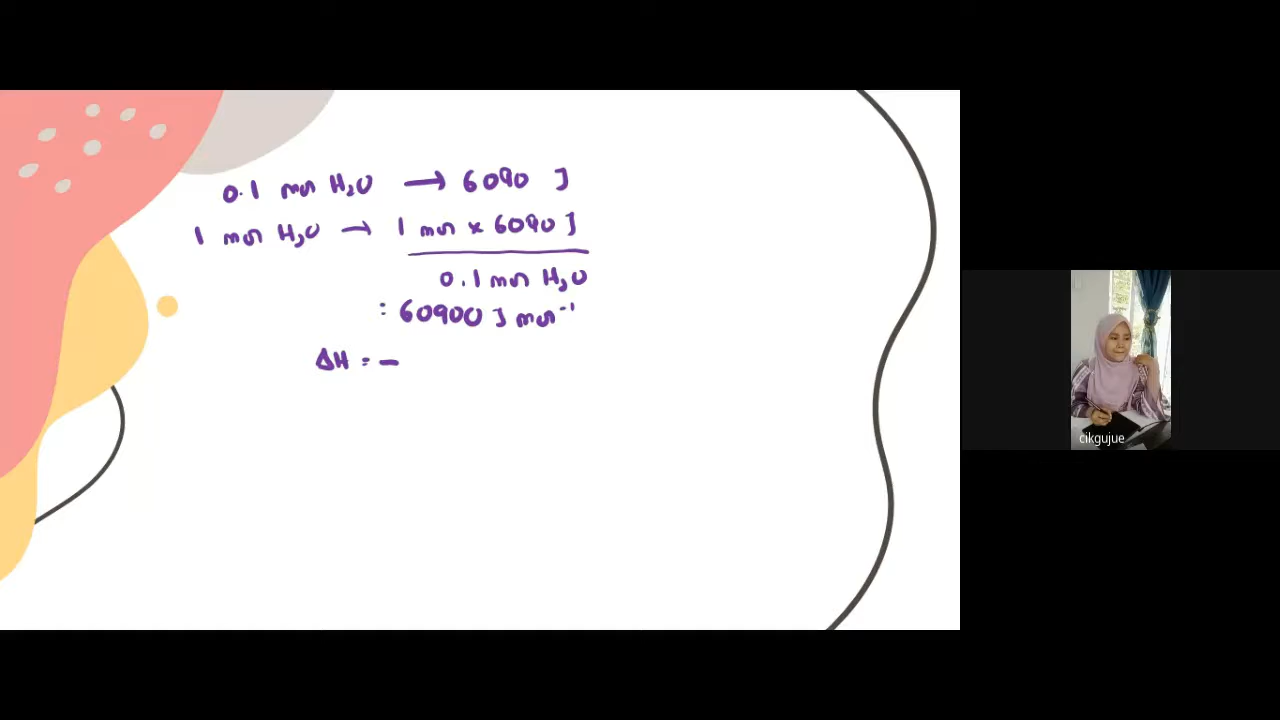 0.1 mol H₂O → 6090 J
1 mol H₂O → 1 mol x 6090 J
0.1 mol H₂O
: 60900 J mol⁻¹
ΔH = -
cikgujue